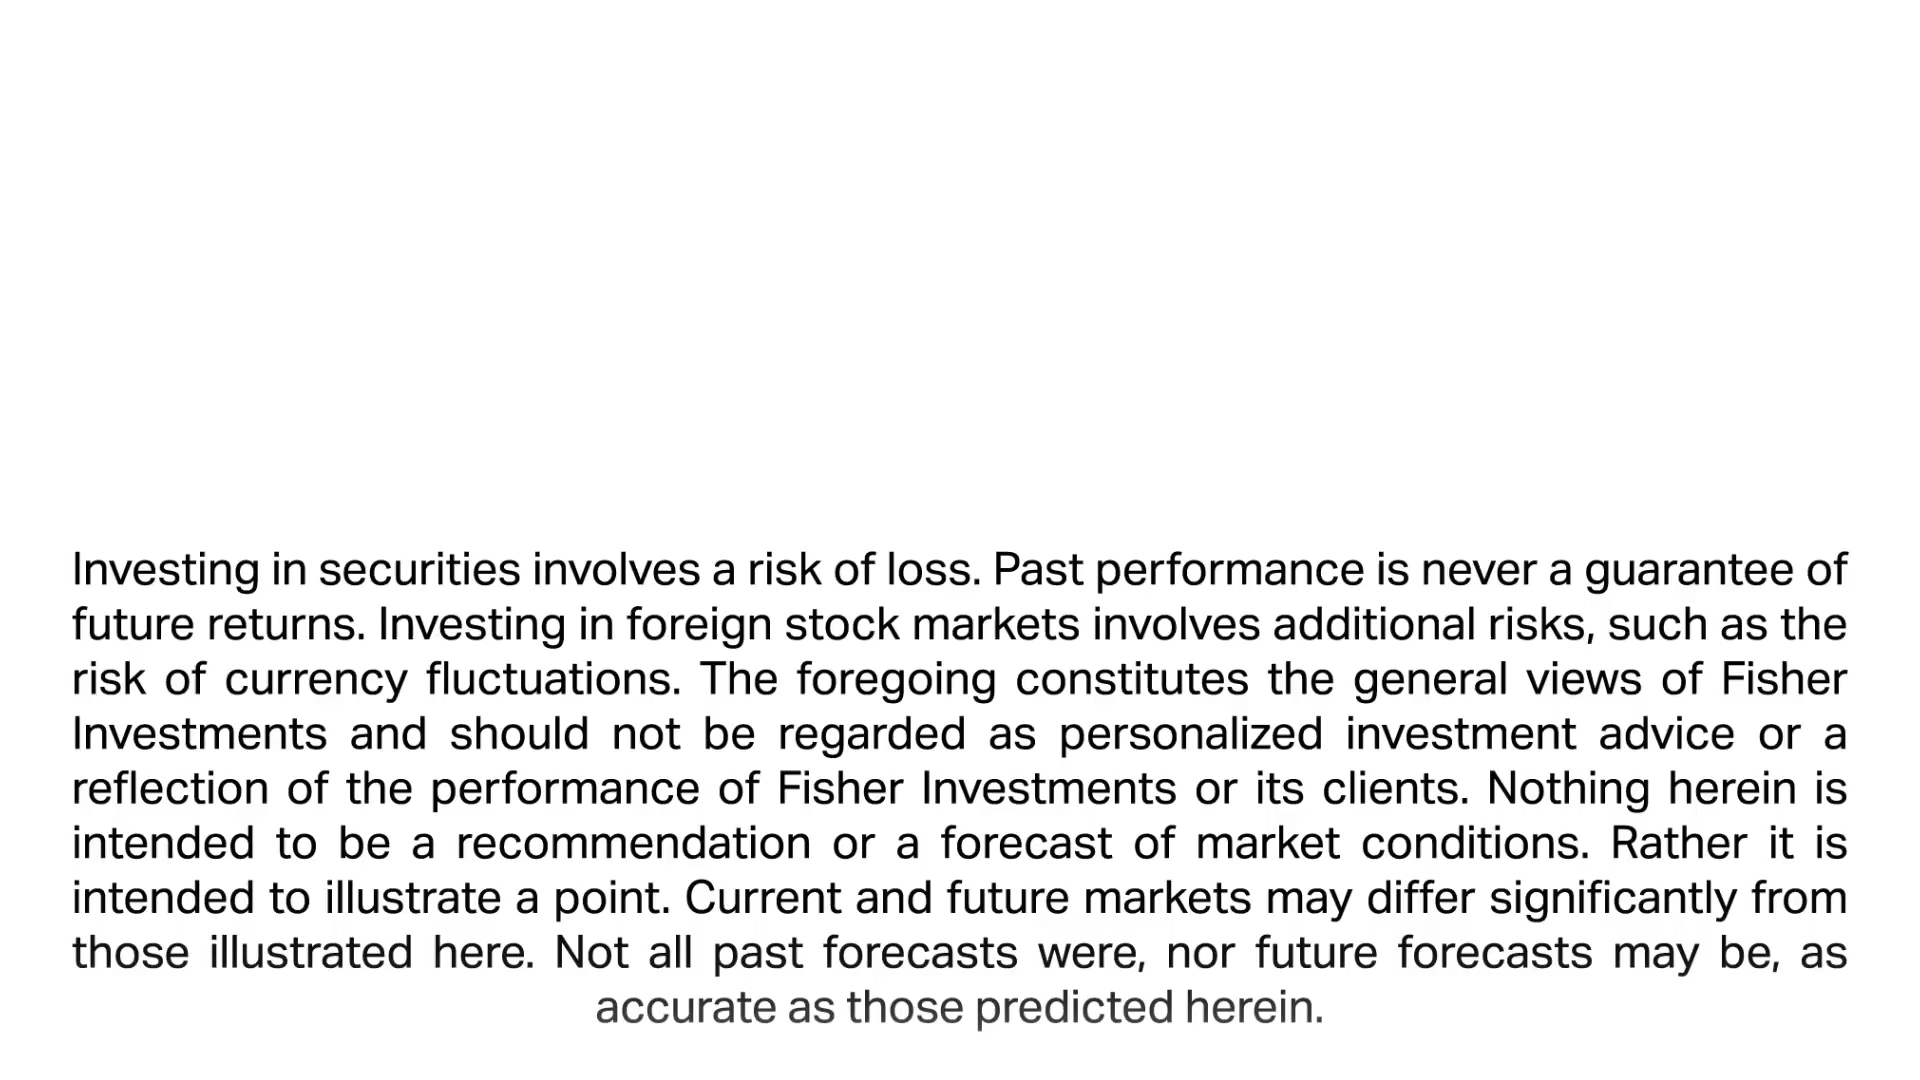 Investing in securities involves a risk of loss. Past performance is never a guarantee of
future returns. Investing in foreign stock markets involves additional risks, such as the
risk of currency fluctuations. The foregoing constitutes the general views of Fisher
Investments and should not be regarded as personalized investment advice or a
reflection of the performance of Fisher Investments or its clients. Nothing herein is
intended to be a recommendation or a forecast of market conditions. Rather it is
intended to illustrate a point. Current and future markets may differ significantly from
those illustrated here. Not all past forecasts were, nor future forecasts may be, as
accurate as those predicted herein.